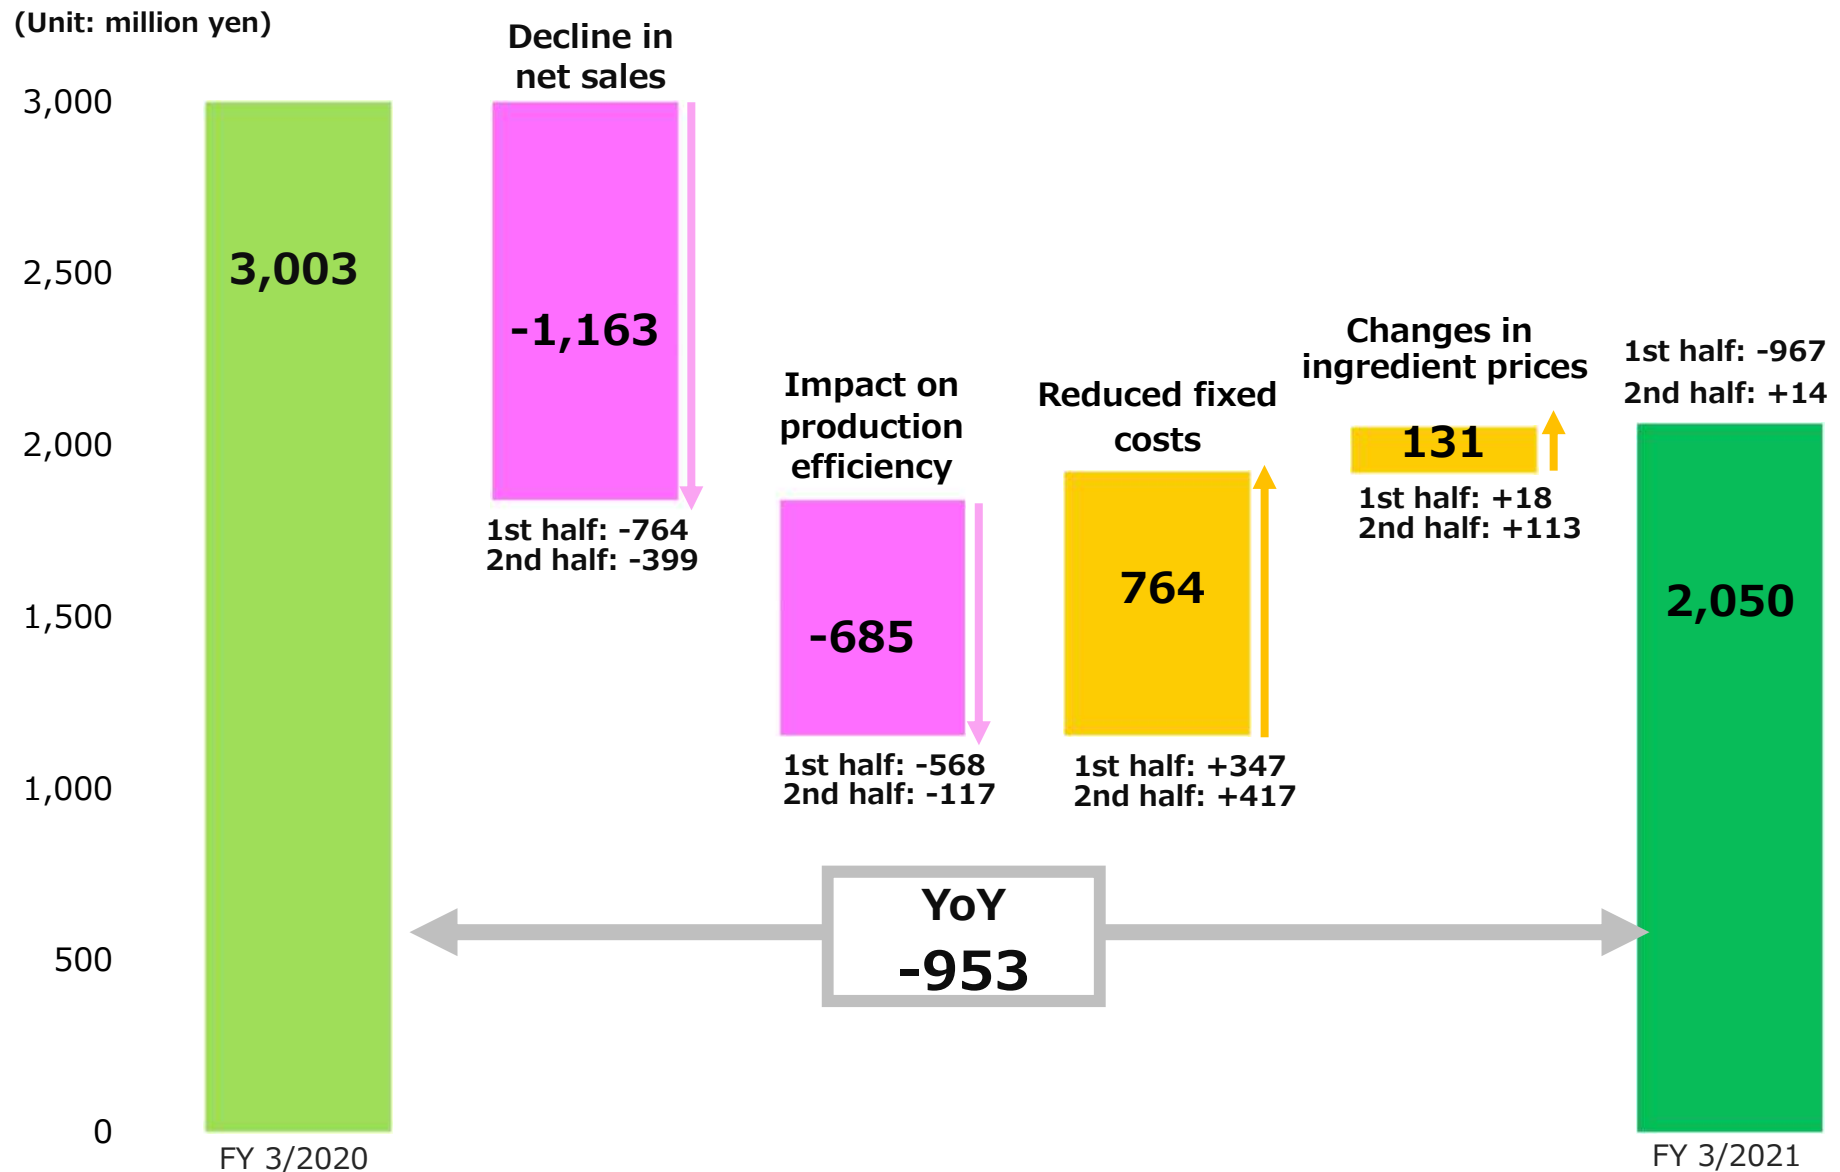 (Unit: million yen)
3,000
2,500
2,000
1,500
1,000
500
0
3,003
FY 3/2020
Decline in
net sales
-1,163
1st half: -764
2nd half: -399
Impact on
production
efficiency
-685
1st half: -568
2nd half: -117
Reduced fixed
costs
764
1st half: +347
2nd half: +417
Changes in
ingredient prices
131
1st half: +18
2nd half: +113
1st half: -967
2nd half: +14
2,050
FY 3/2021
YoY
-953